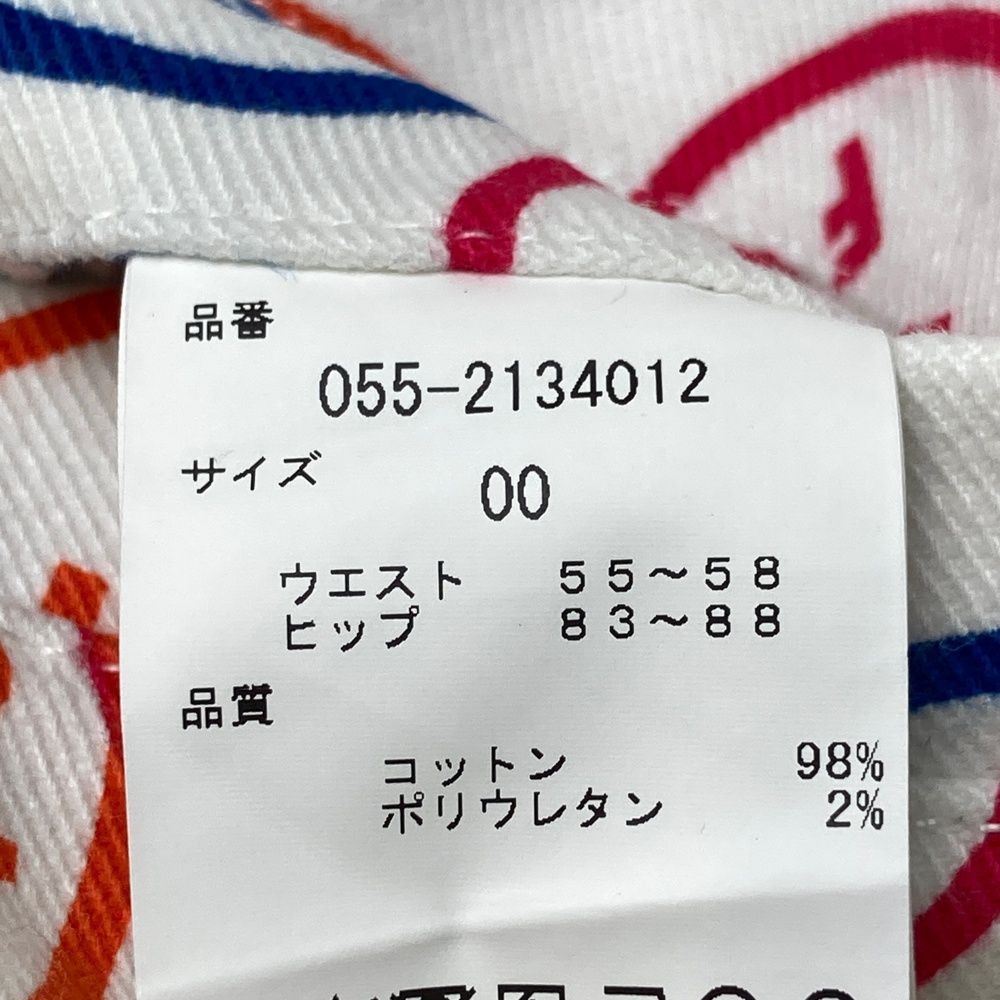 品番
055-2134012
サイズ 00
ウエスト 55～58
ヒップ 83～88
品質
コットン 98%
ポリウレタン 2%